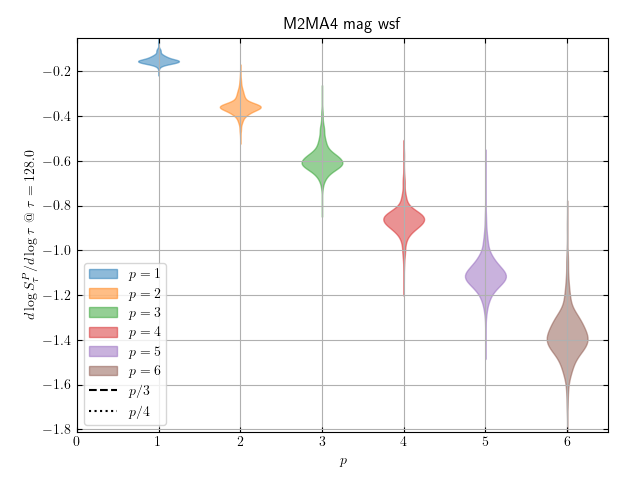 M2MA4 mag wsf
d log S_τ^P / d log τ @ τ = 128.0
−0.2
−0.4
−0.6
−0.8
−1.0
−1.2
−1.4
−1.6
−1.8
p = 1
p = 2
p = 3
p = 4
p = 5
p = 6
p/3
p/4
0 1 2 3 4 5 6
p